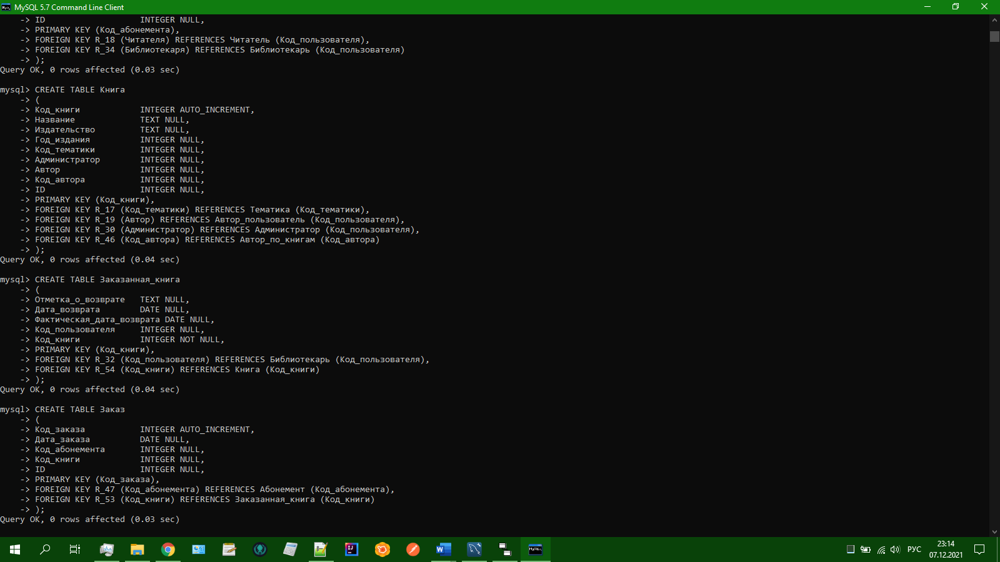 MySQL 5.7 Command Line Client
-> ID INTEGER NULL,
-> PRIMARY KEY (Код_абонемента),
-> FOREIGN KEY R_18 (Читателя) REFERENCES Читатель (Код_пользователя),
-> FOREIGN KEY R_34 (Библиотекаря) REFERENCES Библиотекарь (Код_пользователя)
-> );
Query OK, 0 rows affected (0.03 sec)
mysql> CREATE TABLE Книга
-> (
-> Код_книги INTEGER AUTO_INCREMENT,
-> Название TEXT NULL,
-> Издательство TEXT NULL,
-> Год_издания INTEGER NULL,
-> Код_тематики INTEGER NULL,
-> Администратор INTEGER NULL,
-> Автор INTEGER NULL,
-> Код_автора INTEGER NULL,
-> ID INTEGER NULL,
-> PRIMARY KEY (Код_книги),
-> FOREIGN KEY R_17 (Код_тематики) REFERENCES Тематика (Код_тематики),
-> FOREIGN KEY R_19 (Автор) REFERENCES Автор_пользователь (Код_пользователя),
-> FOREIGN KEY R_30 (Администратор) REFERENCES Администратор (Код_пользователя),
-> FOREIGN KEY R_46 (Код_автора) REFERENCES Автор_по_книгам (Код_автора)
-> );
Query OK, 0 rows affected (0.04 sec)
mysql> CREATE TABLE Заказанная_книга
-> (
-> Отметка_о_возврате TEXT NULL,
-> Дата_возврата DATE NULL,
-> Фактическая_дата_возврата DATE NULL,
-> Код_пользователя INTEGER NULL,
-> Код_книги INTEGER NOT NULL,
-> PRIMARY KEY (Код_книги),
-> FOREIGN KEY R_32 (Код_пользователя) REFERENCES Библиотекарь (Код_пользователя),
-> FOREIGN KEY R_54 (Код_книги) REFERENCES Книга (Код_книги)
-> );
Query OK, 0 rows affected (0.04 sec)
mysql> CREATE TABLE Заказ
-> (
-> Код_заказа INTEGER AUTO_INCREMENT,
-> Дата_заказа DATE NULL,
-> Код_абонемента INTEGER NULL,
-> Код_книги INTEGER NULL,
-> ID INTEGER NULL,
-> PRIMARY KEY (Код_заказа),
-> FOREIGN KEY R_47 (Код_абонемента) REFERENCES Абонемент (Код_абонемента),
-> FOREIGN KEY R_53 (Код_книги) REFERENCES Заказанная_книга (Код_книги)
-> );
Query OK, 0 rows affected (0.03 sec)
РУС
23:14
07.12.2021